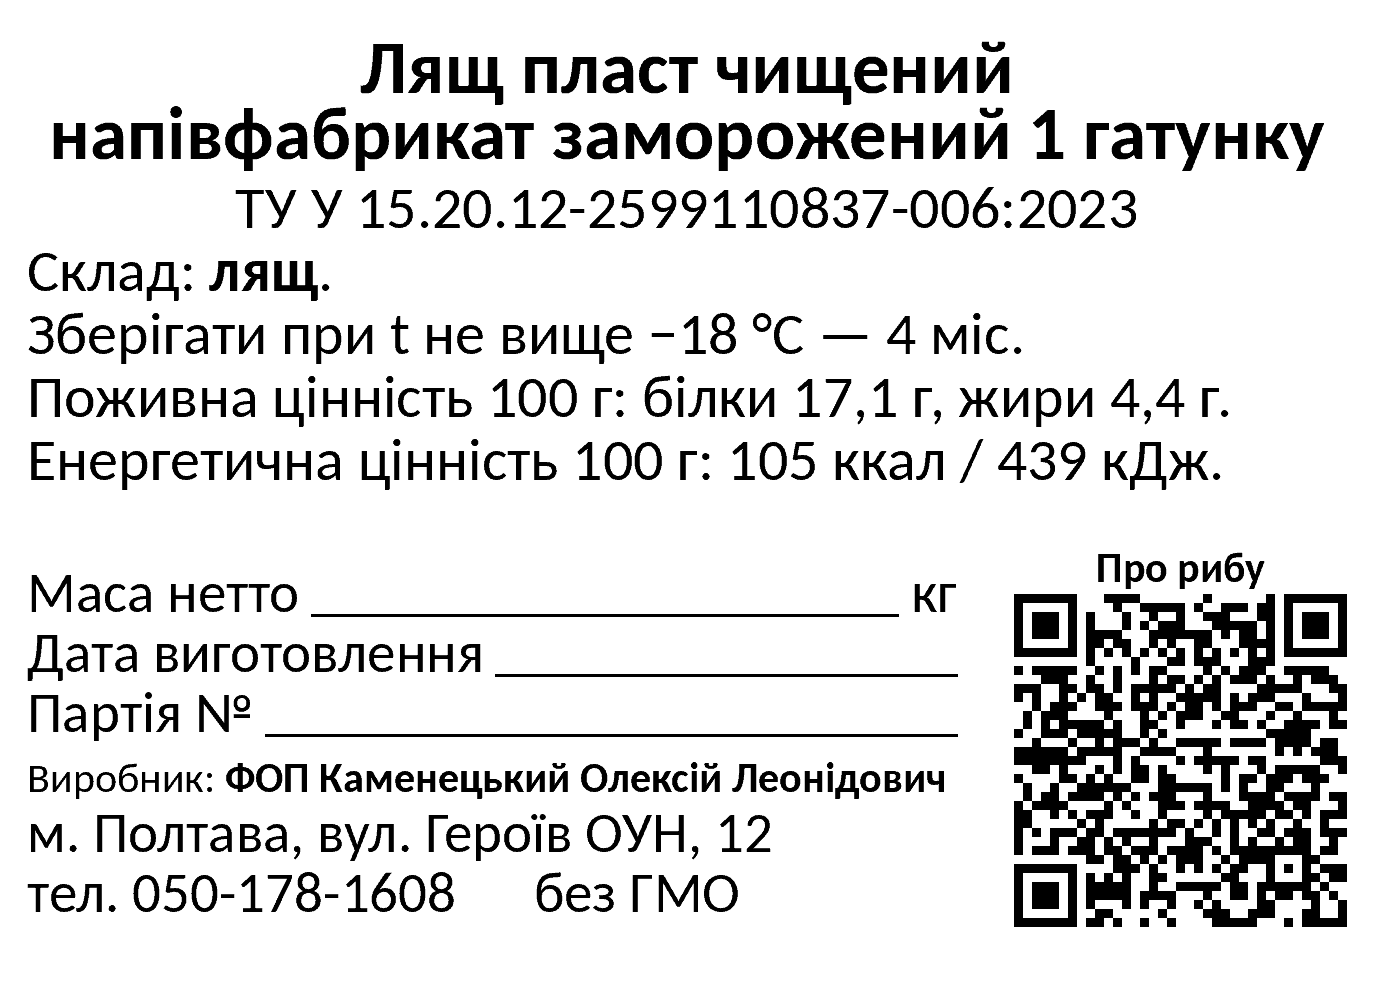 Лящ пласт чищений
напівфабрикат заморожений 1 гатунку
ТУ У 15.20.12-2599110837-006:2023
Склад: лящ.
Зберігати при t не вище −18 °C — 4 міс.
Поживна цінність 100 г: білки 17,1 г, жири 4,4 г.
Енергетична цінність 100 г: 105 ккал / 439 кДж.
Маса нетто ____________________ кг
Дата виготовлення ________________
Партія № ________________________
Про рибу
Виробник: ФОП Каменецький Олексій Леонідович
м. Полтава, вул. Героїв ОУН, 12
тел. 050-178-1608 без ГМО